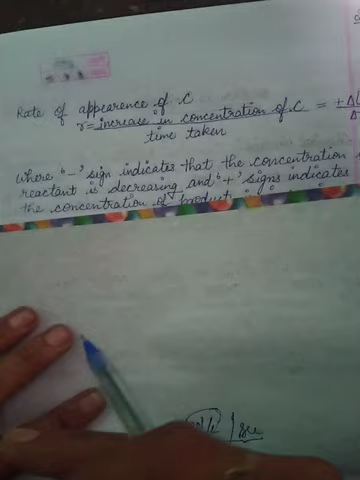 Rate of appearence of C
r = increase in concentration of C = +Δ
time taken
Where '-' sign indicates that the concentration
reactant is decreasing and '+' signs indicates
the concentration of product